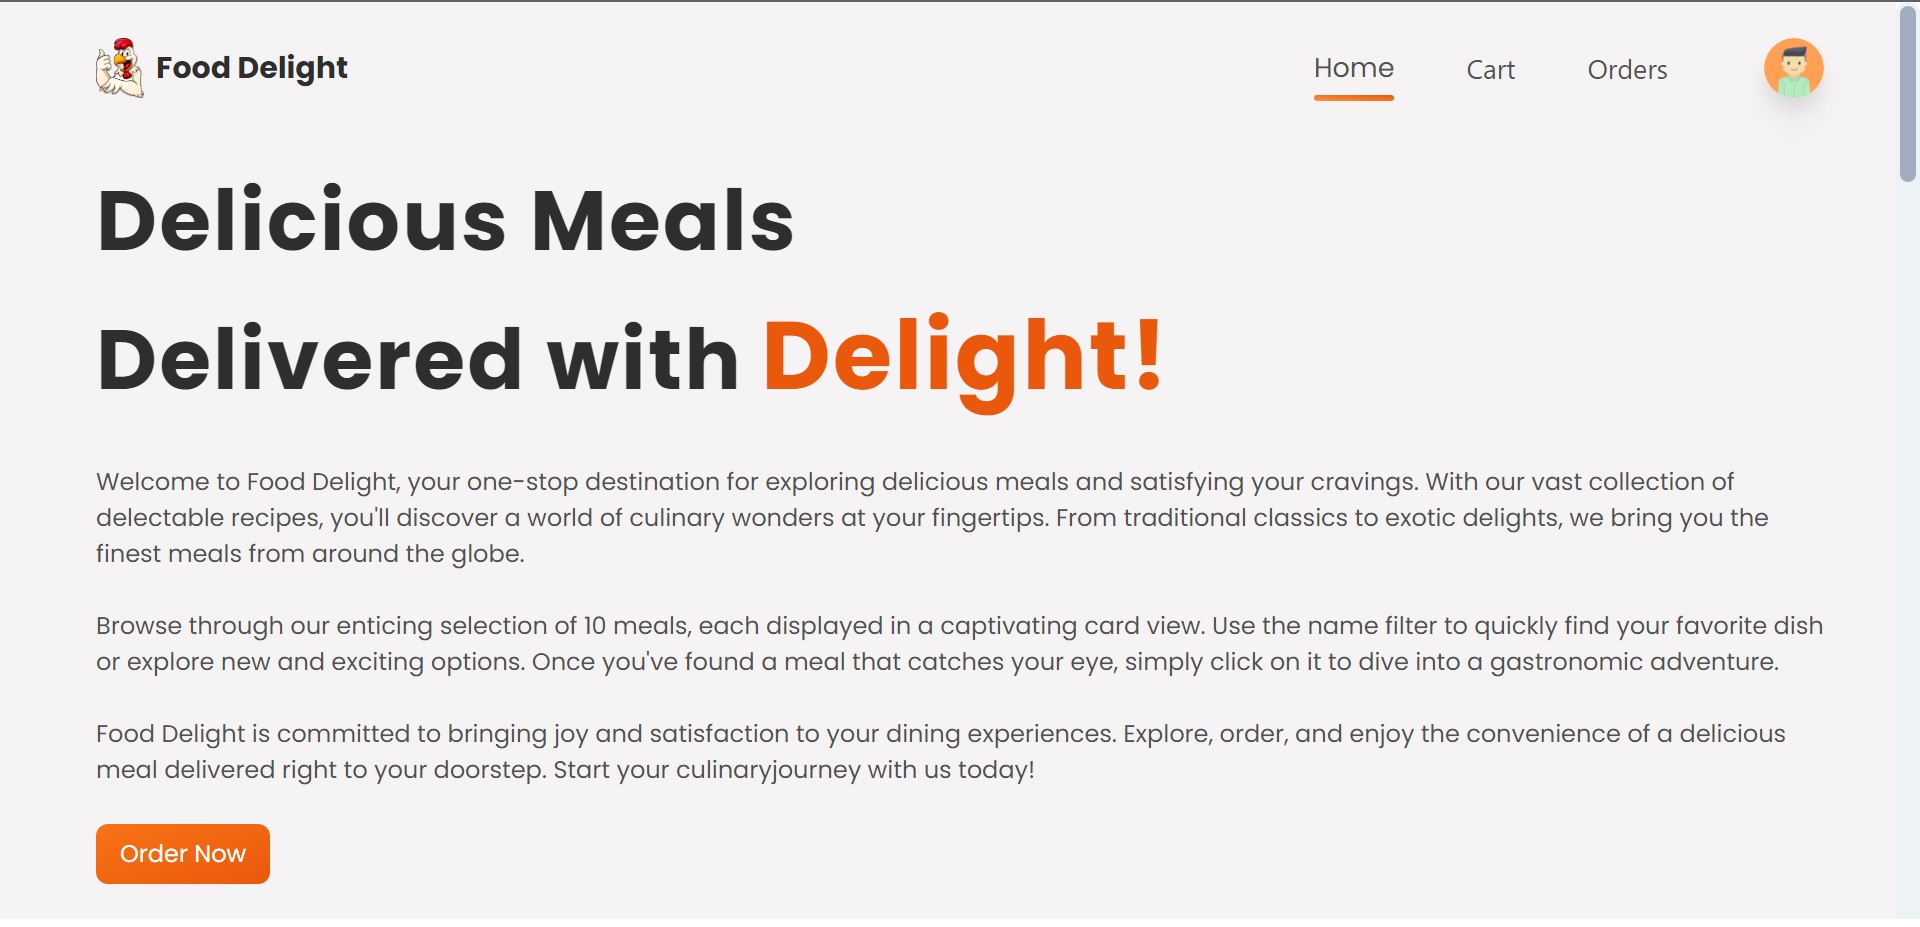 Food Delight
Home
Cart
Orders
Delicious Meals
Delivered with Delight!
Welcome to Food Delight, your one-stop destination for exploring delicious meals and satisfying your cravings. With our vast collection of
delectable recipes, you'll discover a world of culinary wonders at your fingertips. From traditional classics to exotic delights, we bring you the
finest meals from around the globe.
Browse through our enticing selection of 10 meals, each displayed in a captivating card view. Use the name filter to quickly find your favorite dish
or explore new and exciting options. Once you've found a meal that catches your eye, simply click on it to dive into a gastronomic adventure.
Food Delight is committed to bringing joy and satisfaction to your dining experiences. Explore, order, and enjoy the convenience of a delicious
meal delivered right to your doorstep. Start your culinaryjourney with us today!
Order Now